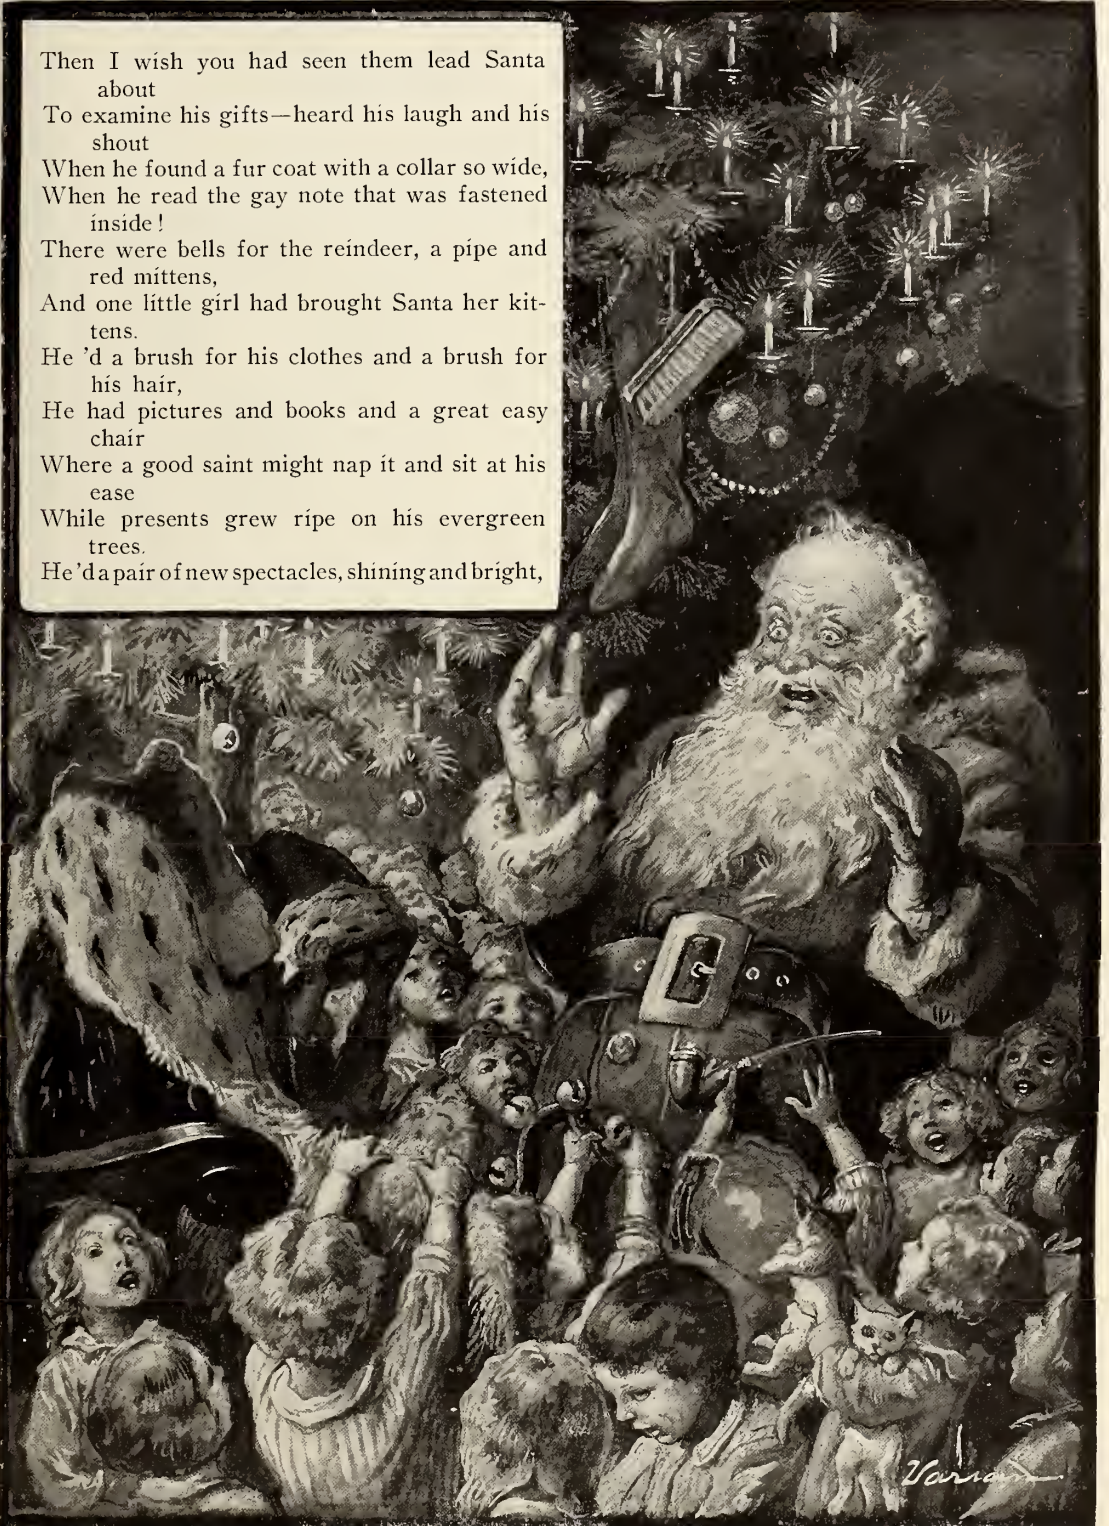 Then I wish you had seen them lead Santa
about
To examine his gifts—heard his laugh and his
shout
When he found a fur coat with a collar so wide,
When he read the gay note that was fastened
inside!
There were bells for the reindeer, a pipe and
red mittens,
And one little girl had brought Santa her kit-
tens.
He 'd a brush for his clothes and a brush for
his hair,
He had pictures and books and a great easy
chair
Where a good saint might nap it and sit at his
ease
While presents grew ripe on his evergreen
trees.
He 'd a pair of new spectacles, shining and bright,